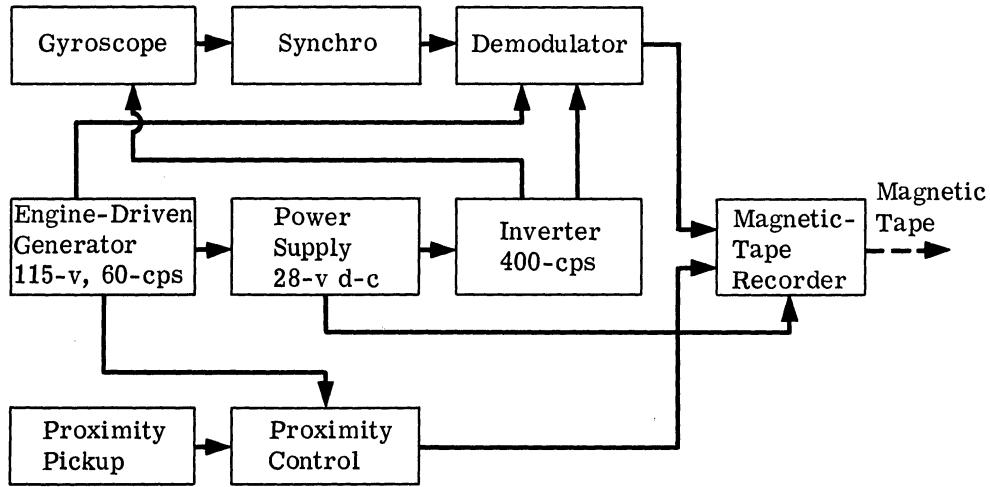 Gyroscope
Synchro
Demodulator
Engine-Driven
Generator
115-v, 60-cps
Power
Supply
28-v d-c
Inverter
400-cps
Magnetic-
Tape
Recorder
Magnetic
Tape
Proximity
Pickup
Proximity
Control